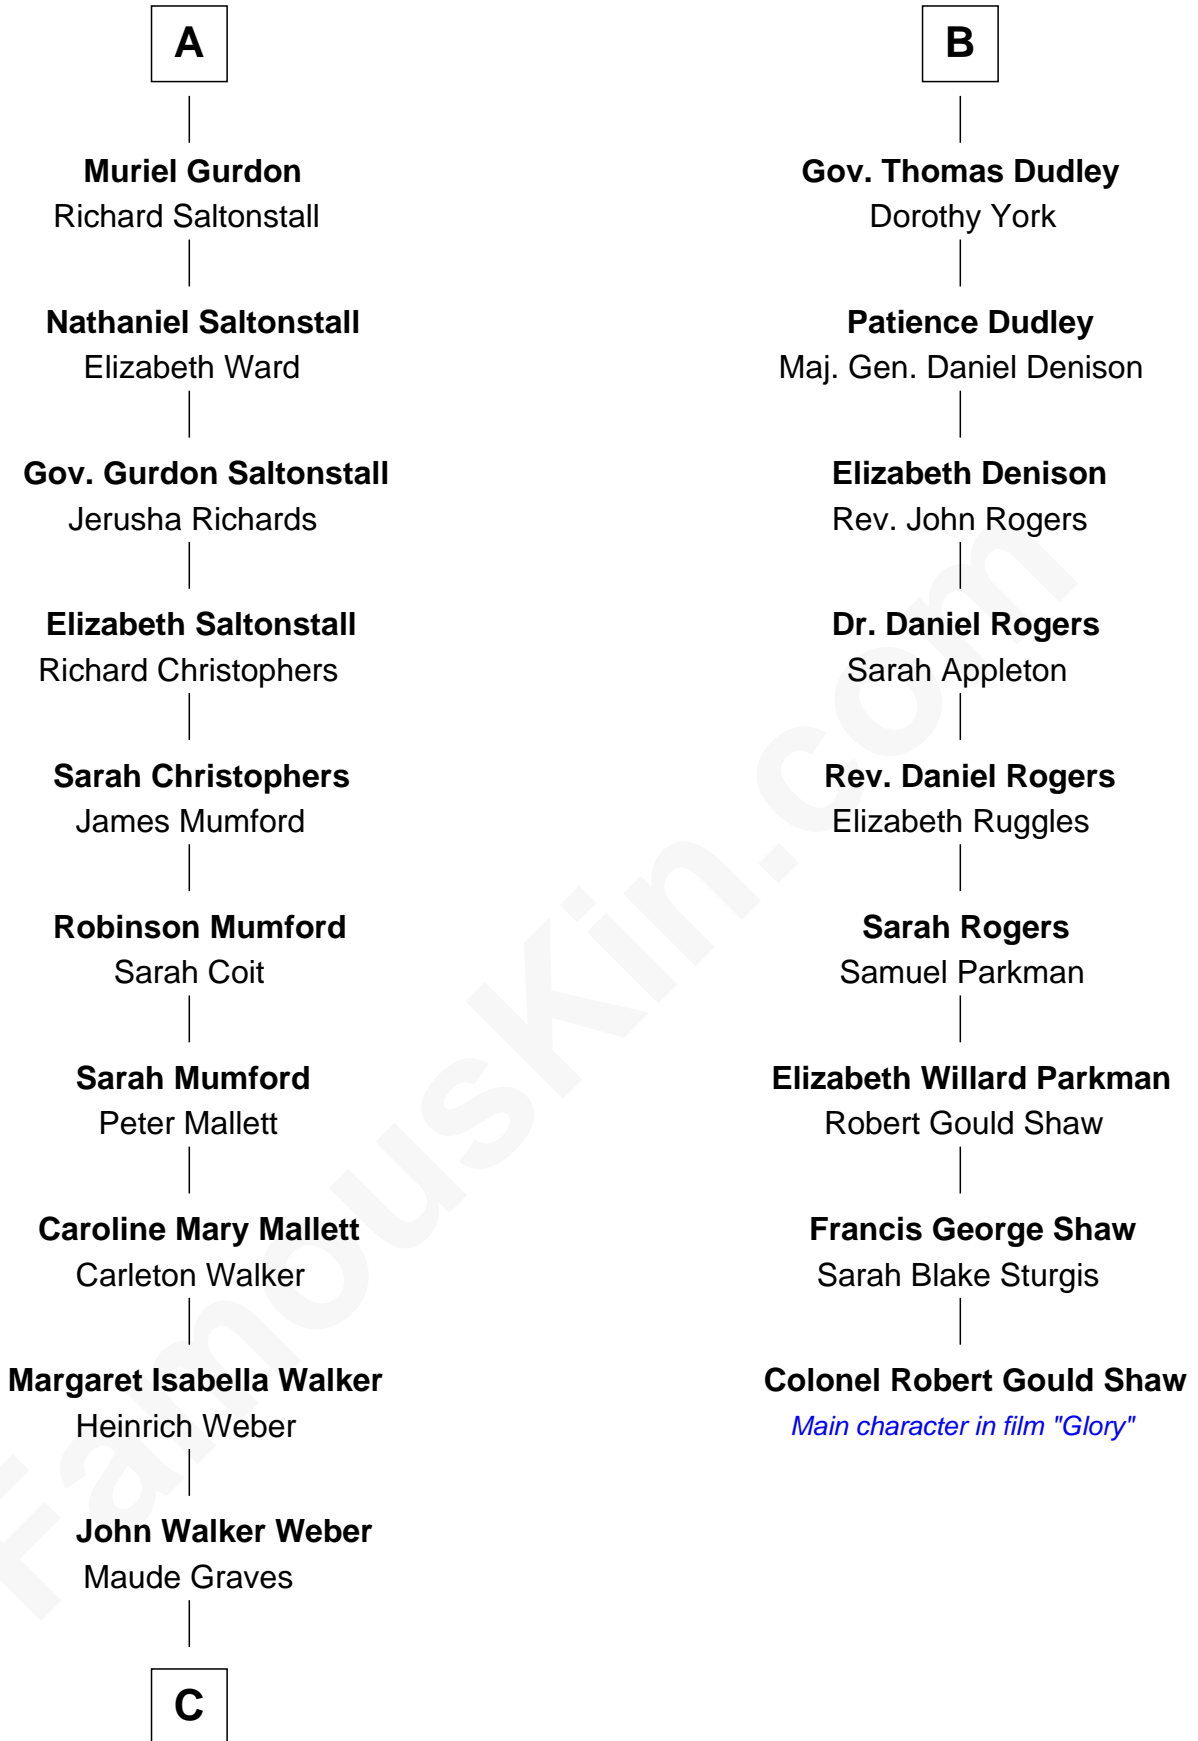 A
Muriel Gurdon
Richard Saltonstall
Nathaniel Saltonstall
Elizabeth Ward
Gov. Gurdon Saltonstall
Jerusha Richards
Elizabeth Saltonstall
Richard Christophers
Sarah Christophers
James Mumford
Robinson Mumford
Sarah Coit
Sarah Mumford
Peter Mallett
Caroline Mary Mallett
Carleton Walker
Margaret Isabella Walker
Heinrich Weber
John Walker Weber
Maude Graves
C
B
Gov. Thomas Dudley
Dorothy York
Patience Dudley
Maj. Gen. Daniel Denison
Elizabeth Denison
Rev. John Rogers
Dr. Daniel Rogers
Sarah Appleton
Rev. Daniel Rogers
Elizabeth Ruggles
Sarah Rogers
Samuel Parkman
Elizabeth Willard Parkman
Robert Gould Shaw
Francis George Shaw
Sarah Blake Sturgis
Colonel Robert Gould Shaw
Main character in film "Glory"
FamousKin.com